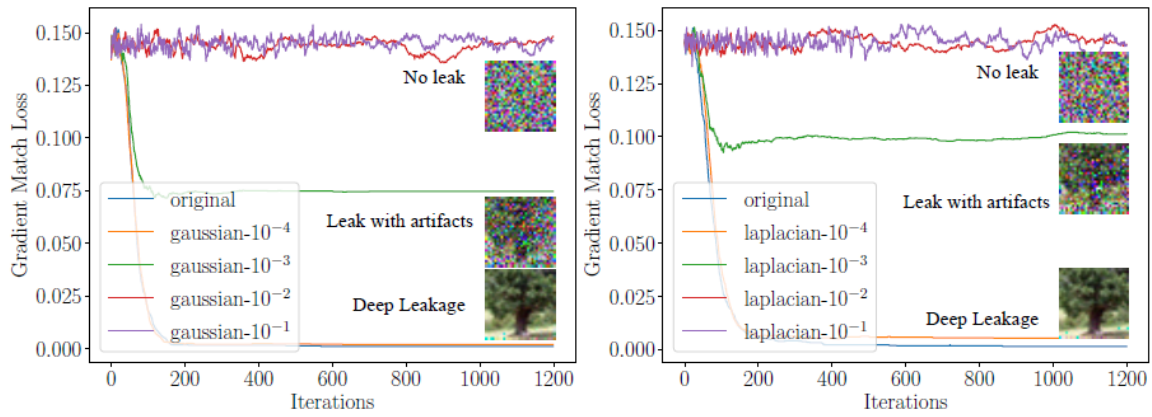 Gradient Match Loss
0.150
0.125
0.100
0.075
0.050
0.025
0.000
No leak
Leak with artifacts
Deep Leakage
original
gaussian-10⁻⁴
gaussian-10⁻³
gaussian-10⁻²
gaussian-10⁻¹
0 200 400 600 800 1000 1200
Iterations
Gradient Match Loss
0.150
0.125
0.100
0.075
0.050
0.025
0.000
No leak
Leak with artifacts
Deep Leakage
original
laplacian-10⁻⁴
laplacian-10⁻³
laplacian-10⁻²
laplacian-10⁻¹
0 200 400 600 800 1000 1200
Iterations